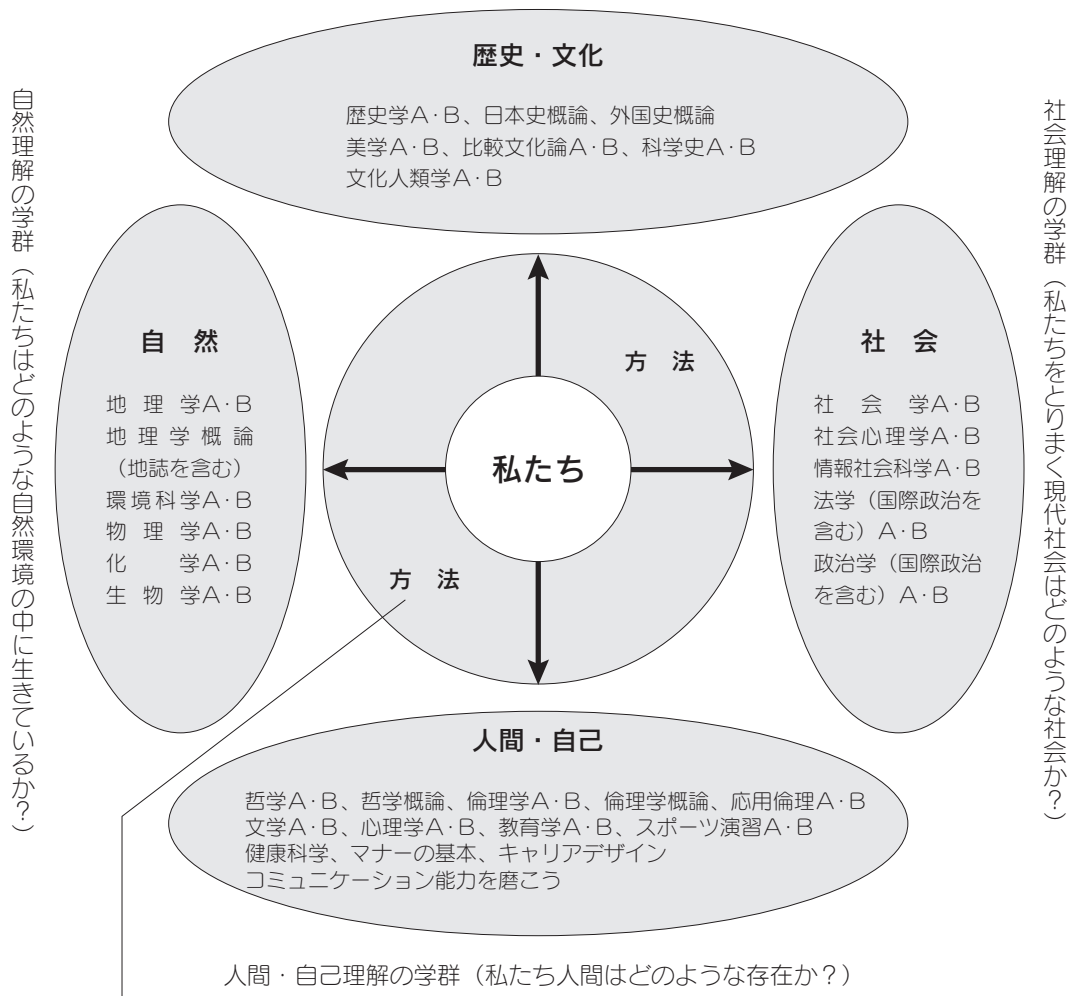 歴史・文化
歴史学A・B、日本史概論、外国史概論
美学A・B、比較文化論A・B、科学史A・B
文化人類学A・B
自然理解の学群（私たちはどのような自然環境の中に生きているか？）
自 然
地理学A・B
地理学概論
（地誌を含む）
環境科学A・B
物理学A・B
化 学A・B
生物学A・B
方 法
私たち
方 法
社 会
社会学A・B
社会心理学A・B
情報社会科学A・B
法学（国際政治を
含む）A・B
政治学（国際政治
を含む）A・B
社会理解の学群（私たちをとりまく現代社会はどのような社会か？）
人間・自己
哲学A・B、哲学概論、倫理学A・B、倫理学概論、応用倫理A・B
文学A・B、心理学A・B、教育学A・B、スポーツ演習A・B
健康科学、マナーの基本、キャリアデザイン
コミュニケーション能力を磨こう
人間・自己理解の学群（私たち人間はどのような存在か？）